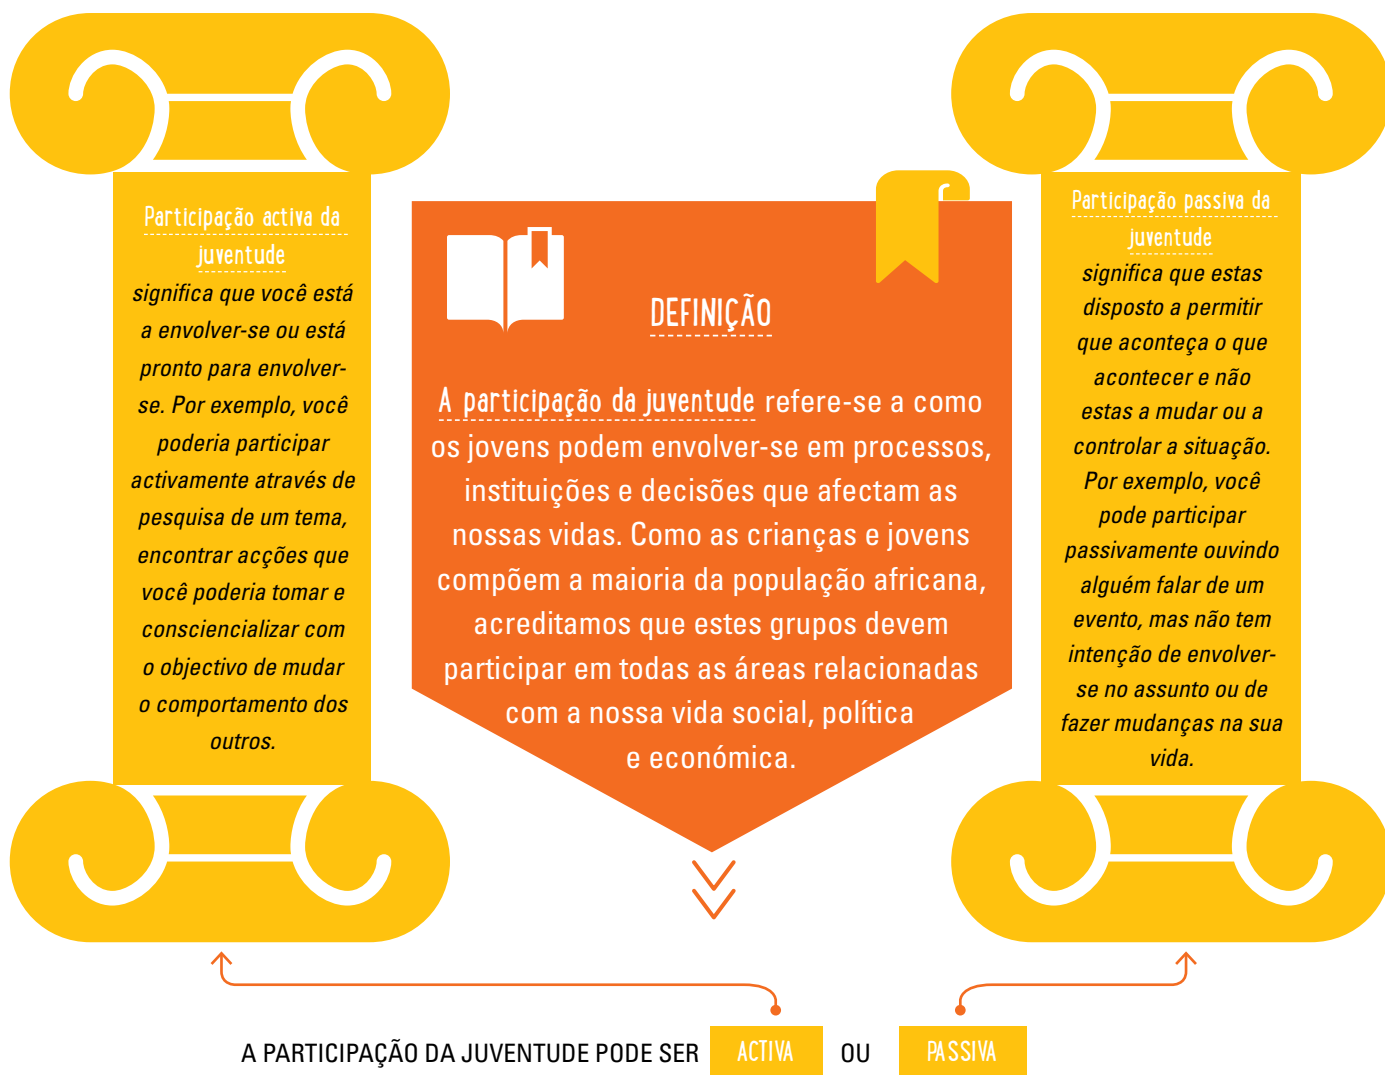 Participação activa da
juventude
significa que você está
a envolver-se ou está
pronto para envolver-
se. Por exemplo, você
poderia participar
activamente através de
pesquisa de um tema,
encontrar acções que
você poderia tomar e
consciencializar com
o objectivo de mudar
o comportamento dos
outros.
DEFINIÇÃO
A participação da juventude refere-se a como
os jovens podem envolver-se em processos,
instituições e decisões que afectam as
nossas vidas. Como as crianças e jovens
compõem a maioria da população africana,
acreditamos que estes grupos devem
participar em todas as áreas relacionadas
com a nossa vida social, política
e económica.
Participação passiva da
juventude
significa que estas
disposto a permitir
que aconteça o que
acontecer e não
estas a mudar ou a
controlar a situação.
Por exemplo, você
pode participar
passivamente ouvindo
alguém falar de um
evento, mas não tem
intenção de envolver-
se no assunto ou de
fazer mudanças na sua
vida.
A PARTICIPAÇÃO DA JUVENTUDE PODE SER ACTIVA OU PASSIVA